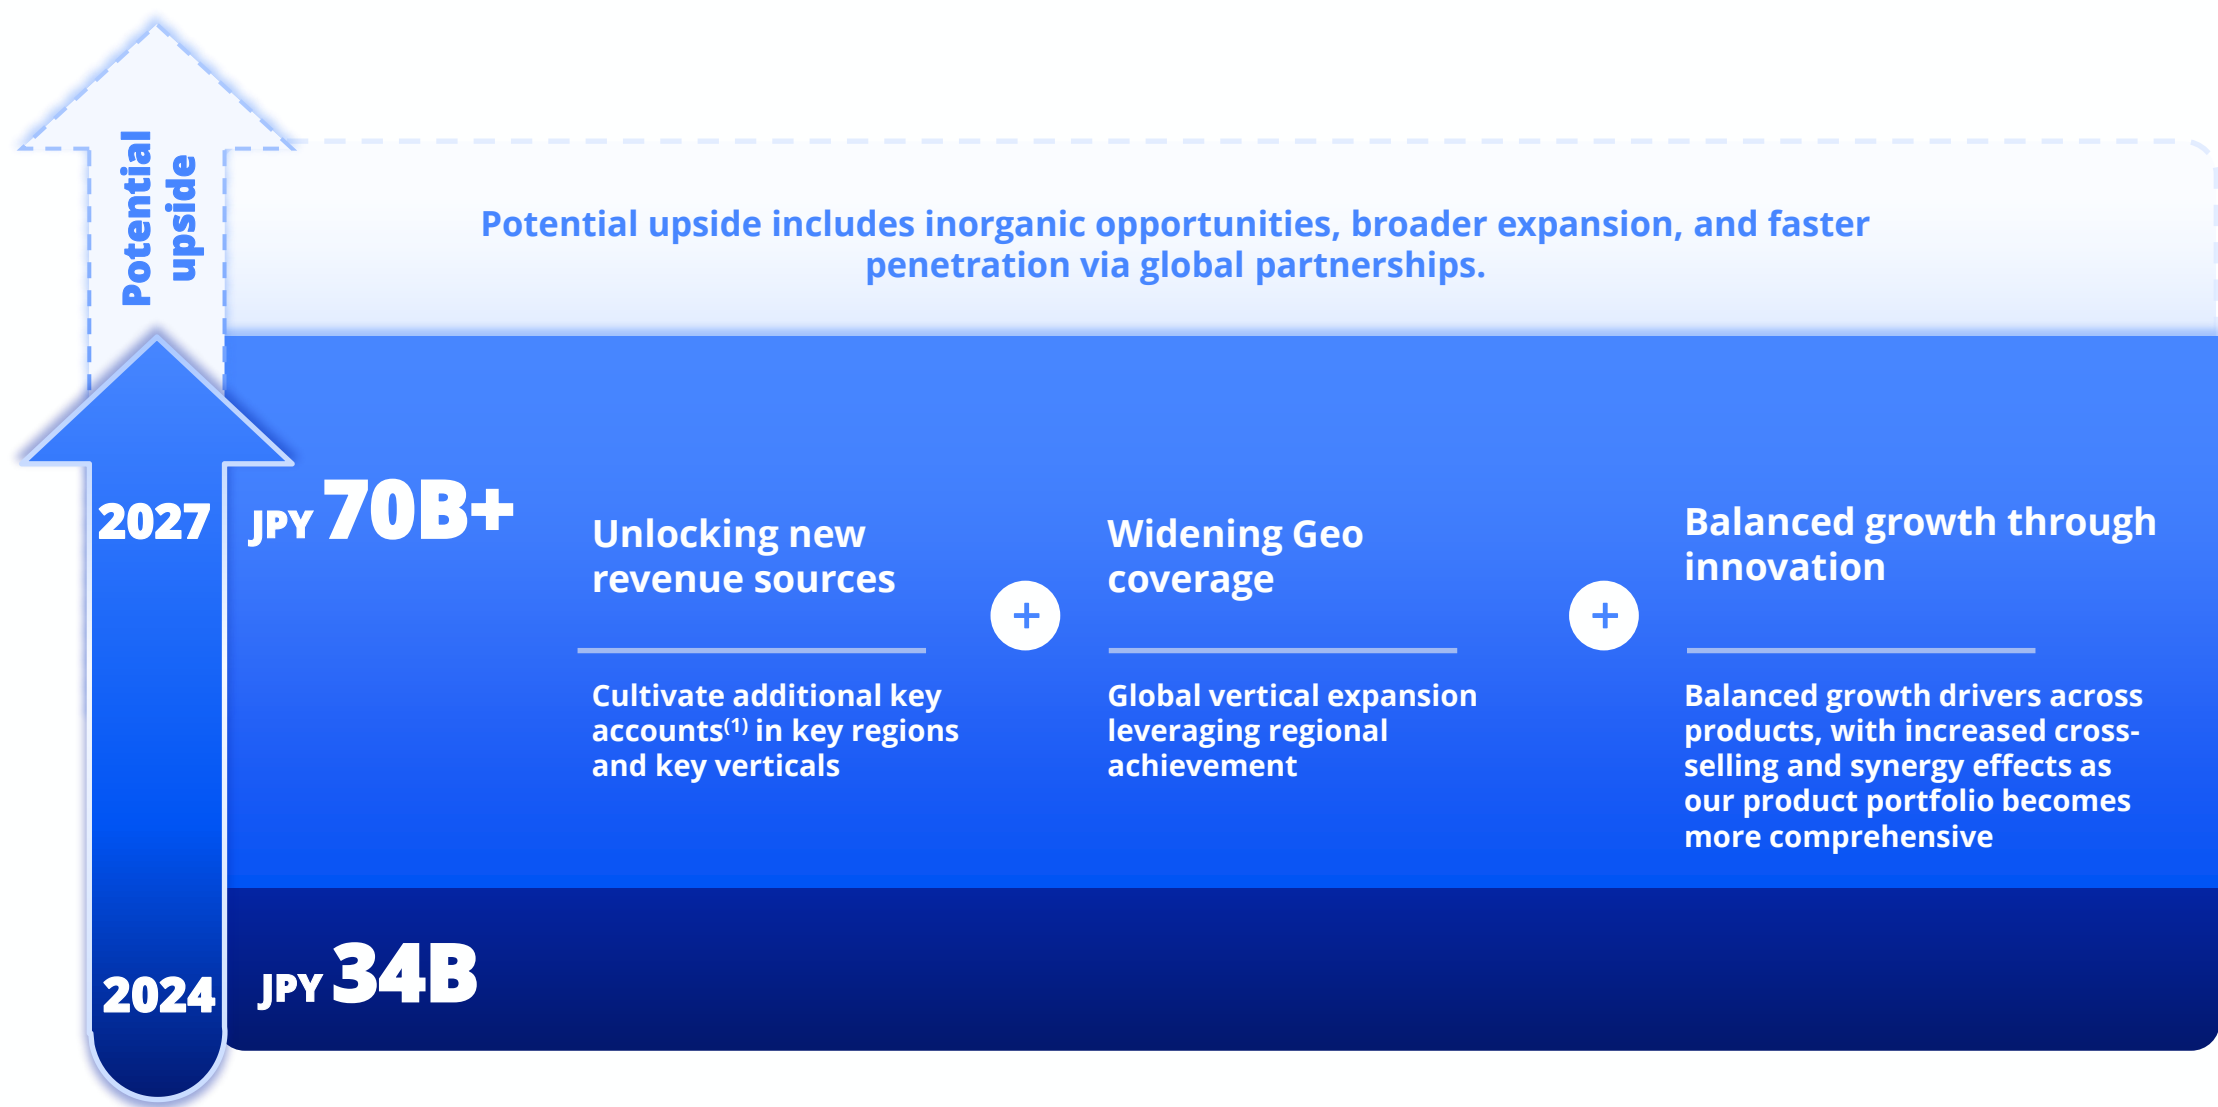 Potential
upside
Potential upside includes inorganic opportunities, broader expansion, and faster
penetration via global partnerships.
2027
JPY 70B+
Unlocking new
revenue sources
Cultivate additional key
accounts(1) in key regions
and key verticals
+
Widening Geo
coverage
Global vertical expansion
leveraging regional
achievement
+
Balanced growth through
innovation
Balanced growth drivers across
products, with increased cross-
selling and synergy effects as
our product portfolio becomes
more comprehensive
2024
JPY 34B